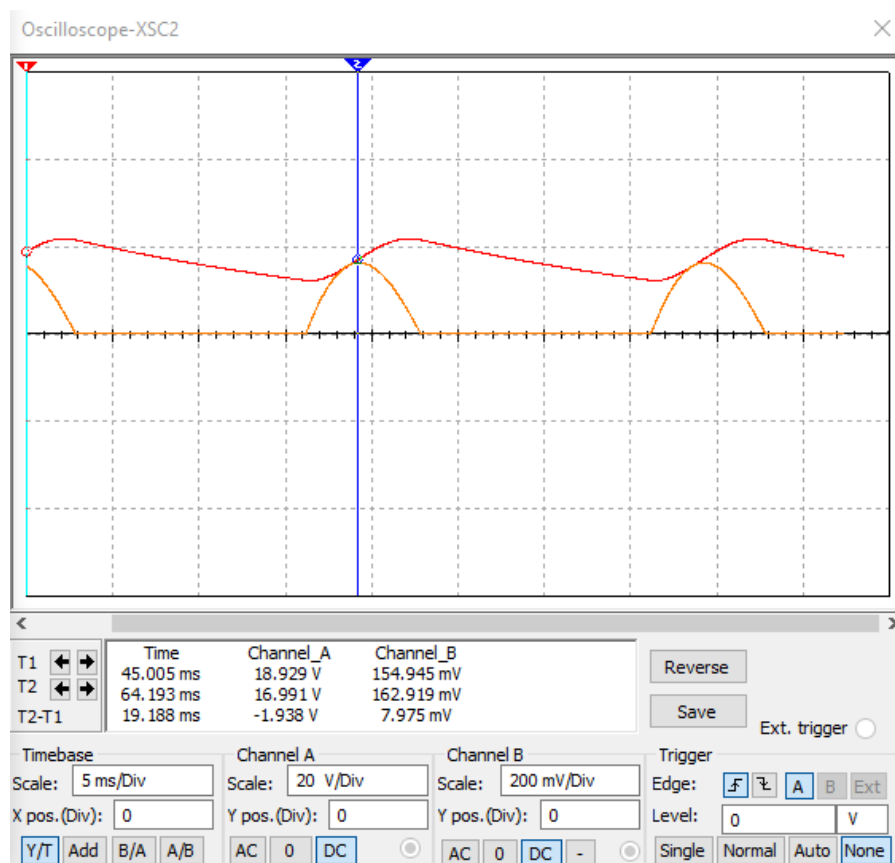 Oscilloscope-XSC2
1
2
Time Channel_A Channel_B
T1 45.005 ms 18.929 V 154.945 mV
T2 64.193 ms 16.991 V 162.919 mV
T2-T1 19.188 ms -1.938 V 7.975 mV
Reverse
Save
Ext. trigger
Timebase
Scale: 5 ms/Div
X pos.(Div): 0
Y/T Add B/A A/B
Channel A
Scale: 20 V/Div
Y pos.(Div): 0
AC 0 DC
Channel B
Scale: 200 mV/Div
Y pos.(Div): 0
AC 0 DC -
Trigger
Edge: A B Ext
Level: 0 V
Single Normal Auto None